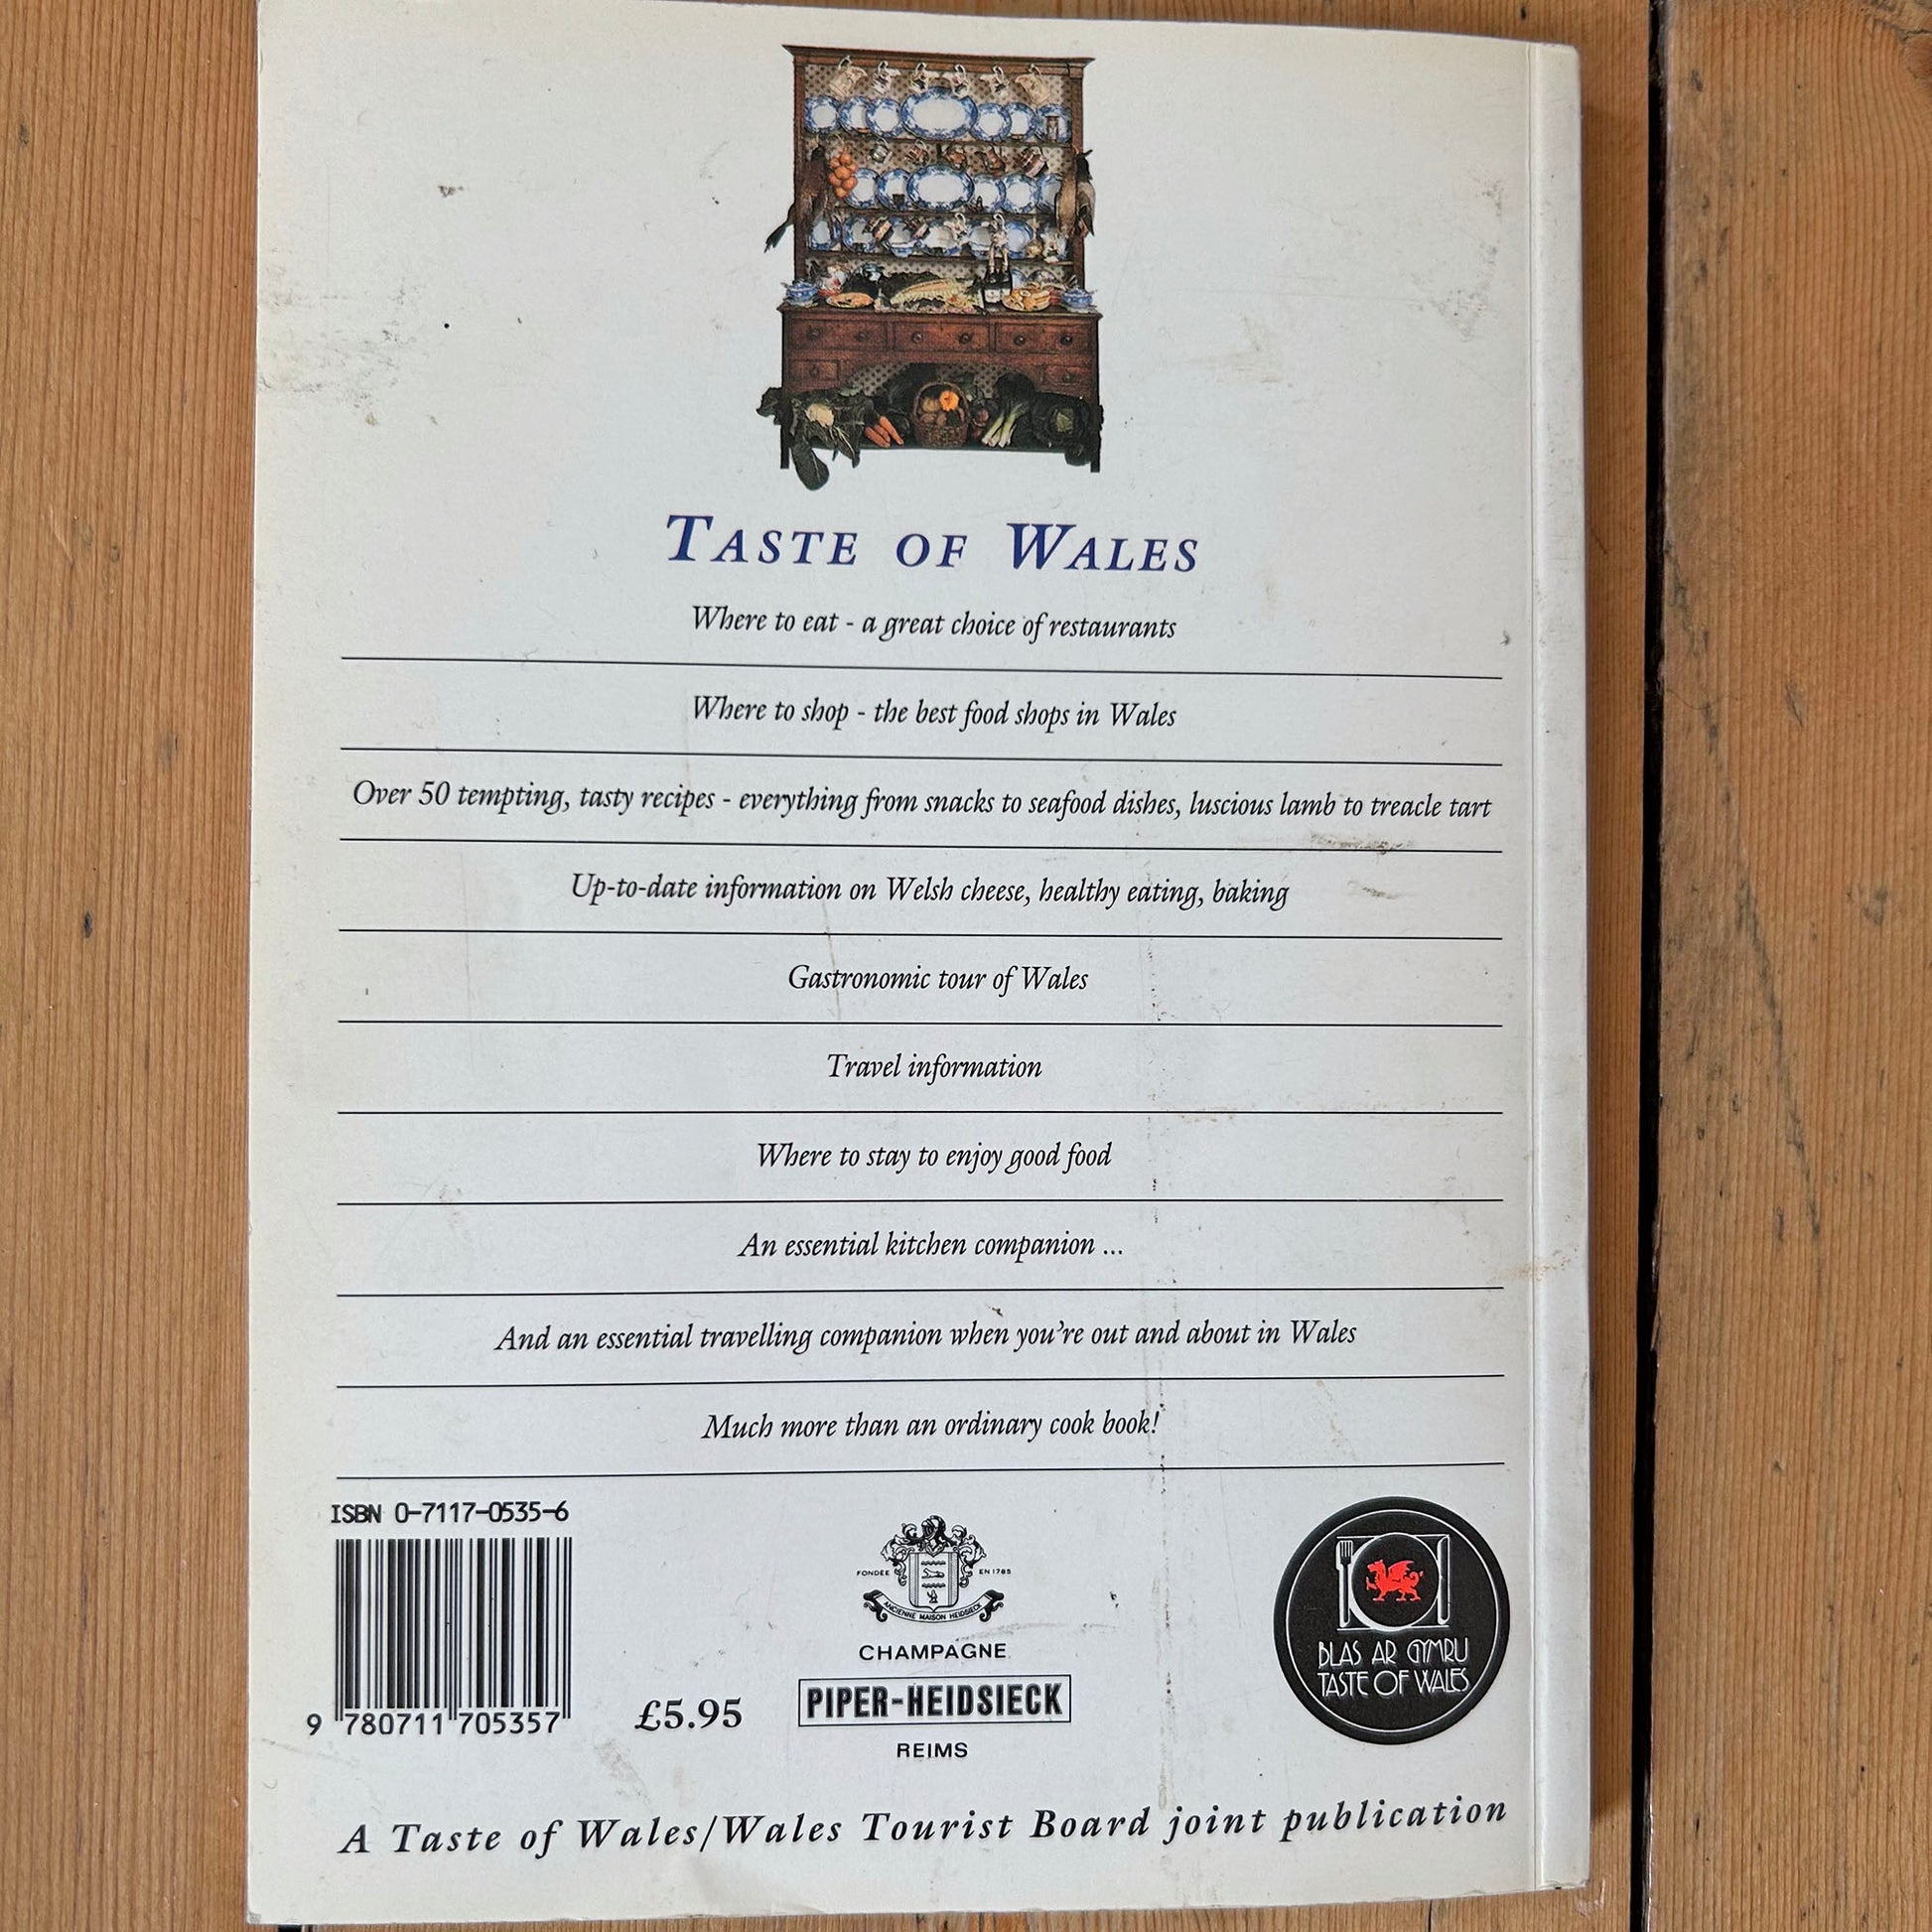 TASTE OF WALES
Where to eat - a great choice of restaurants
Where to shop - the best food shops in Wales
Over 50 tempting, tasty recipes - everything from snacks to seafood dishes, luscious lamb to treacle tart
Up-to-date information on Welsh cheese, healthy eating, baking
Gastronomic tour of Wales
Travel information
Where to stay to enjoy good food
An essential kitchen companion ...
And an essential travelling companion when you're out and about in Wales
Much more than an ordinary cook book!
ISBN 0-7117-0535-6
9 780711 705357
£5.95
FONDÉE EN 1785
ANCIENNE MAISON HEIDSIECK
CHAMPAGNE
PIPER-HEIDSIECK
REIMS
BLAS AR GYMRU
TASTE OF WALES
A Taste of Wales/Wales Tourist Board joint publication